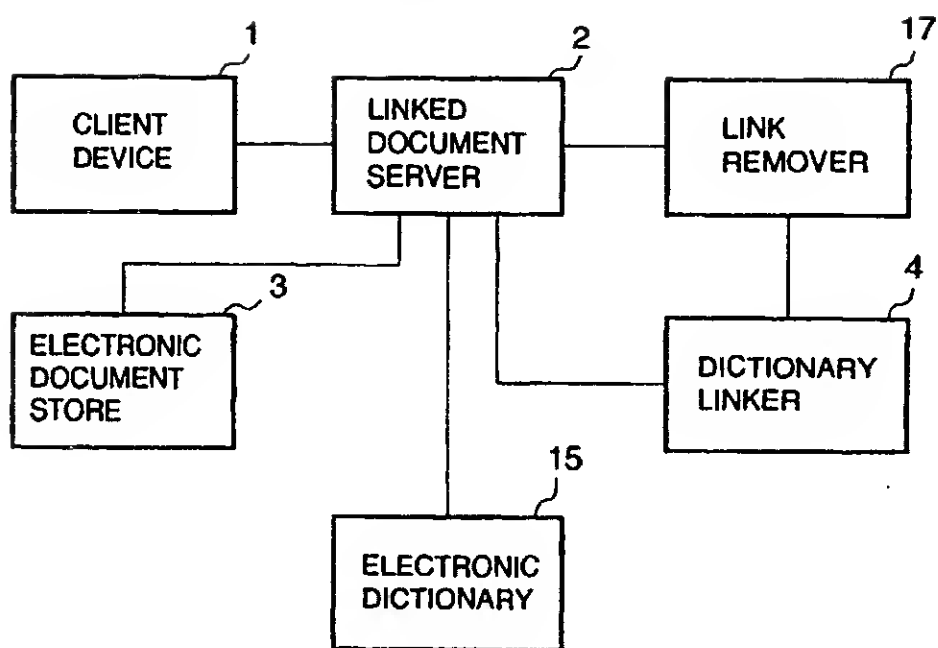 1
CLIENT
DEVICE
2
LINKED
DOCUMENT
SERVER
17
LINK
REMOVER
3
ELECTRONIC
DOCUMENT
STORE
4
DICTIONARY
LINKER
15
ELECTRONIC
DICTIONARY